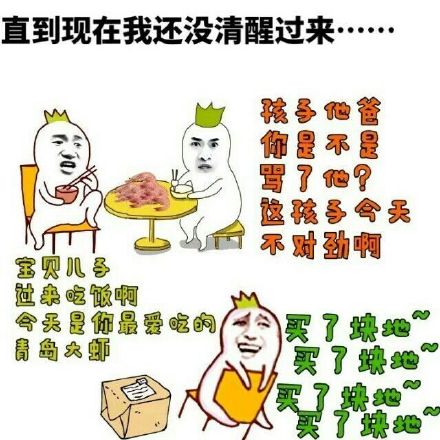 直到现在我还没清醒过来……
孩子他爸
你是不是
骂了他?
这孩子今天
不对劲啊
宝贝儿子
过来吃饭啊
今天是你最爱吃的
青岛大虾
买了块地~
买了块地~
买了块地~
买了块地~